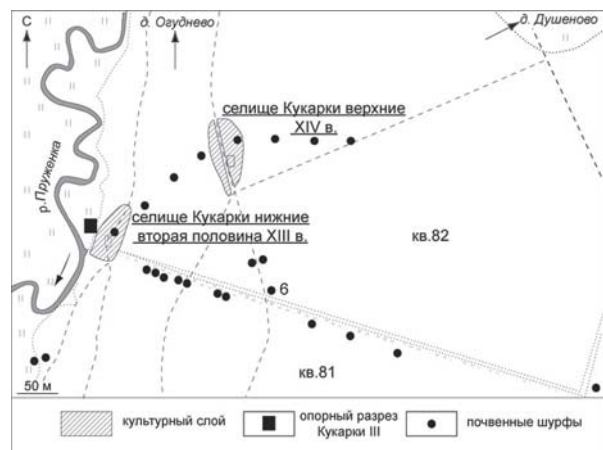 С
д. Огуднево
д. Душеново
селище Кукарки верхние
XIV в.
р.Пруженка
селище Кукарки нижние
вторая половина XIII в.
кв.82
6
кв.81
50 м
культурный слой
опорный разрез
Кукарки III
почвенные шурфы